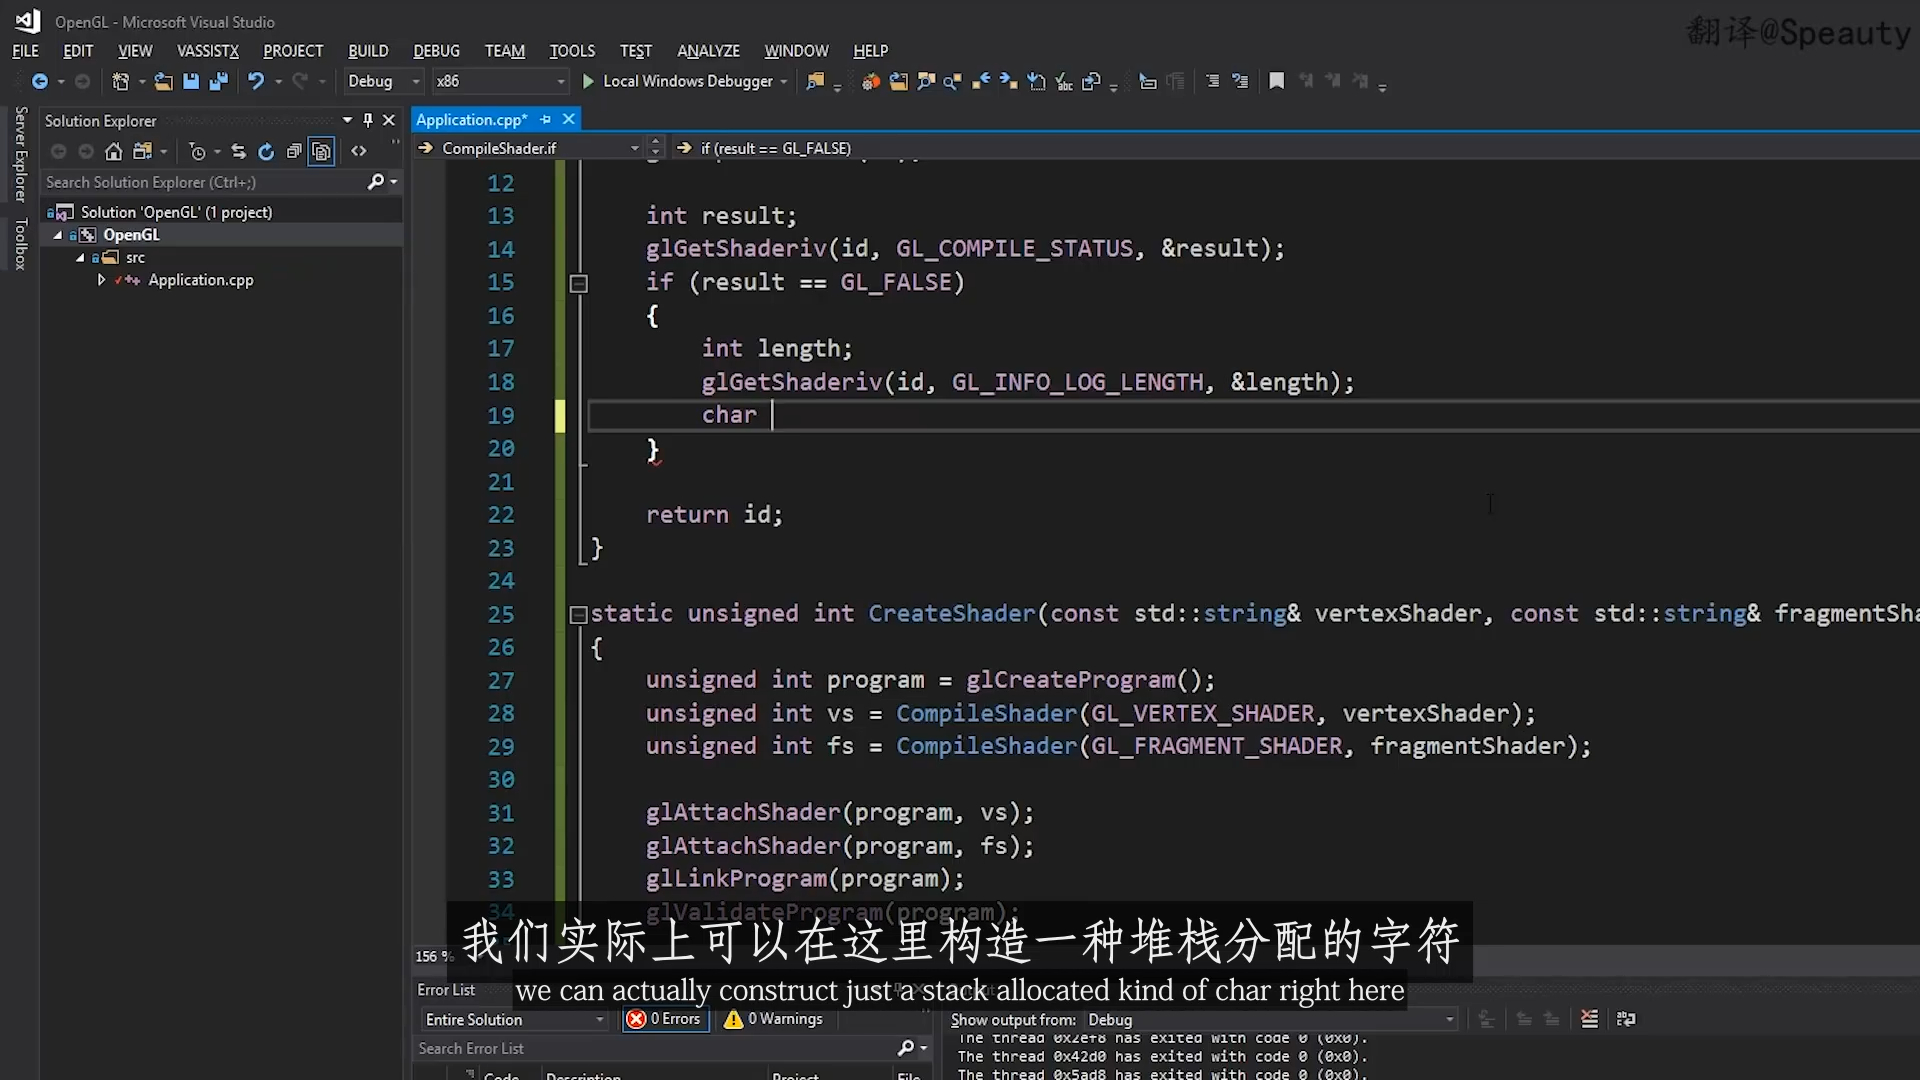 OpenGL - Microsoft Visual Studio
翻译@Speauty
FILE EDIT VIEW VASSISTX PROJECT BUILD DEBUG TEAM TOOLS TEST ANALYZE WINDOW HELP
Debug x86 Local Windows Debugger
Server Explorer
Toolbox
Solution Explorer
Search Solution Explorer (Ctrl+;)
Solution 'OpenGL' (1 project)
OpenGL
src
Application.cpp
Application.cpp*
CompileShader.if if (result == GL_FALSE)
12
13 int result;
14 glGetShaderiv(id, GL_COMPILE_STATUS, &result);
15 if (result == GL_FALSE)
16 {
17 int length;
18 glGetShaderiv(id, GL_INFO_LOG_LENGTH, &length);
19 char
20 }
21
22 return id;
23 }
24
25 static unsigned int CreateShader(const std::string& vertexShader, const std::string& fragmentSha
26 {
27 unsigned int program = glCreateProgram();
28 unsigned int vs = CompileShader(GL_VERTEX_SHADER, vertexShader);
29 unsigned int fs = CompileShader(GL_FRAGMENT_SHADER, fragmentShader);
30
31 glAttachShader(program, vs);
32 glAttachShader(program, fs);
33 glLinkProgram(program);
34 glValidateProgram(program);
我们实际上可以在这里构造一种堆栈分配的字符
we can actually construct just a stack allocated kind of char right here
156 %
Error List
Entire Solution 0 Errors 0 Warnings
Search Error List
Code Description Project File
Show output from: Debug
The thread 0x2ef8 has exited with code 0 (0x0).
The thread 0x42d0 has exited with code 0 (0x0).
The thread 0x5ad8 has exited with code 0 (0x0).